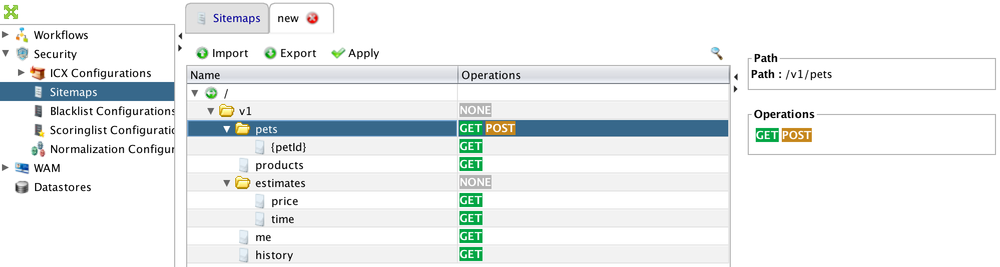 Workflows
Security
ICX Configurations
Sitemaps
Blacklist Configurations
Scoringlist Configuratic
Normalization Configur
WAM
Datastores
Sitemaps new
Import Export Apply
Name Operations
/
v1 NONE
pets GET POST
{petId} GET
products GET
estimates NONE
price GET
time GET
me GET
history GET
Path
Path : /v1/pets
Operations
GET POST